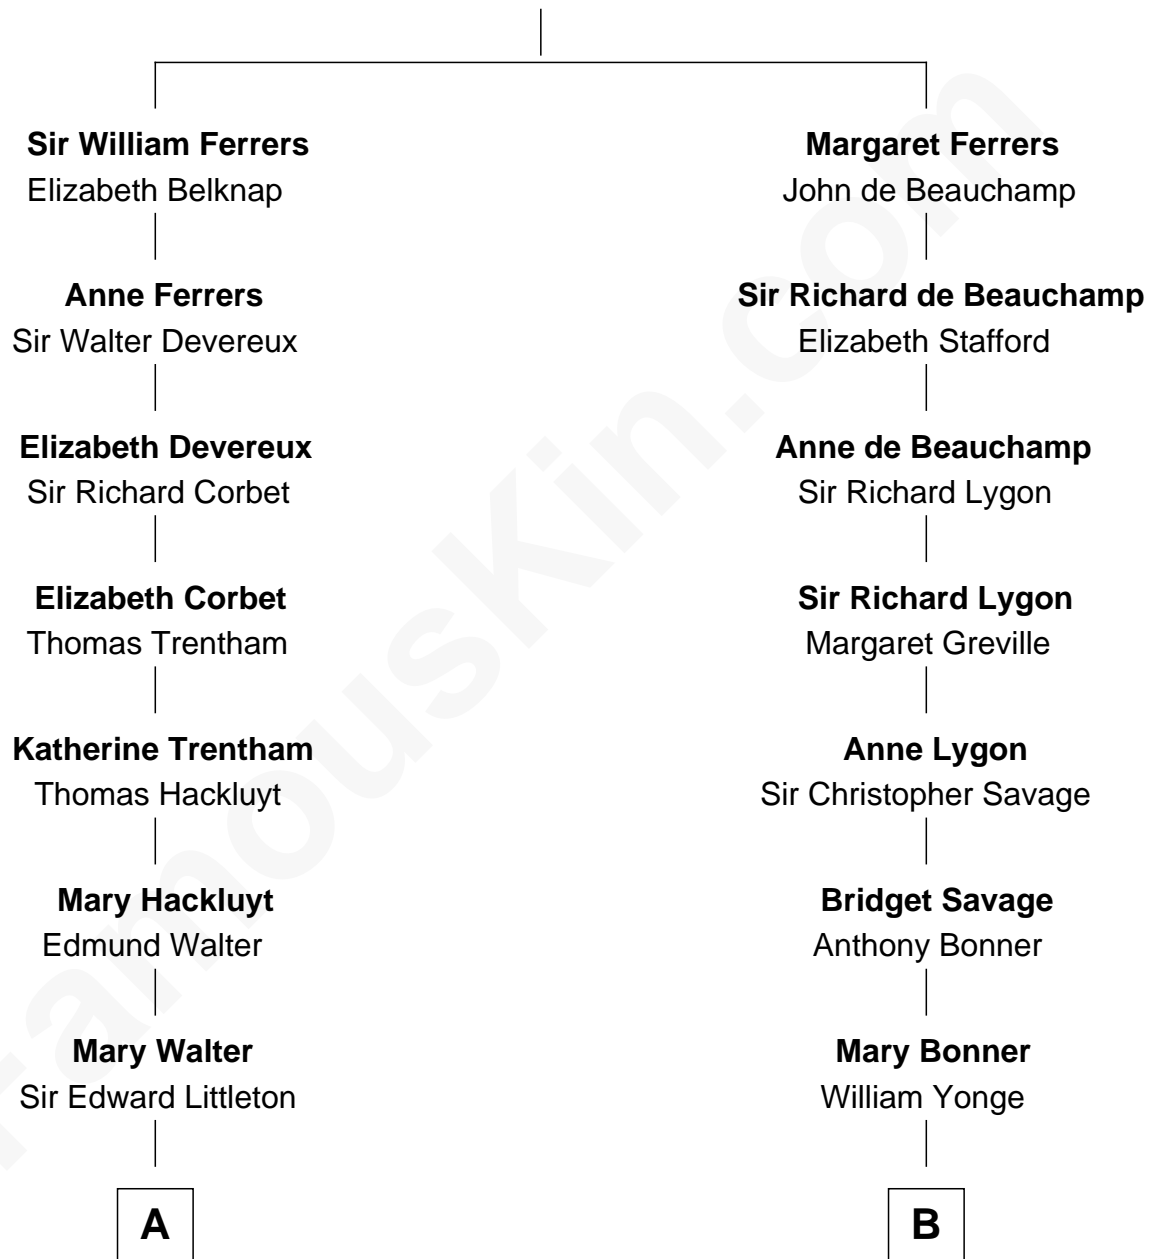 Sir William Ferrers
Elizabeth Belknap
Anne Ferrers
Sir Walter Devereux
Elizabeth Devereux
Sir Richard Corbet
Elizabeth Corbet
Thomas Trentham
Katherine Trentham
Thomas Hackluyt
Mary Hackluyt
Edmund Walter
Mary Walter
Sir Edward Littleton
A
Margaret Ferrers
John de Beauchamp
Sir Richard de Beauchamp
Elizabeth Stafford
Anne de Beauchamp
Sir Richard Lygon
Sir Richard Lygon
Margaret Greville
Anne Lygon
Sir Christopher Savage
Bridget Savage
Anthony Bonner
Mary Bonner
William Yonge
B
FamousKin.com